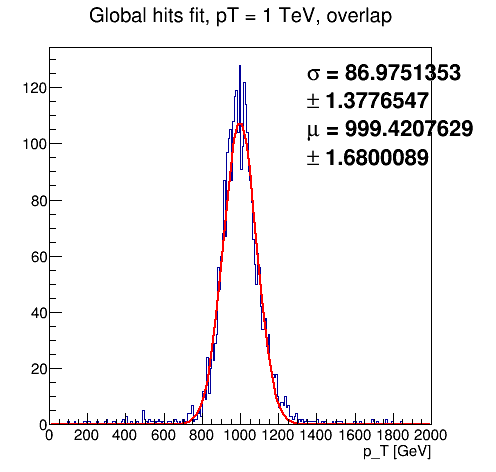 Global hits fit, pT = 1 TeV, overlap
σ = 86.9751353
± 1.3776547
μ = 999.4207629
± 1.6800089
120
100
80
60
40
20
0
0 200 400 600 800 1000 1200 1400 1600 1800 2000
p_T [GeV]